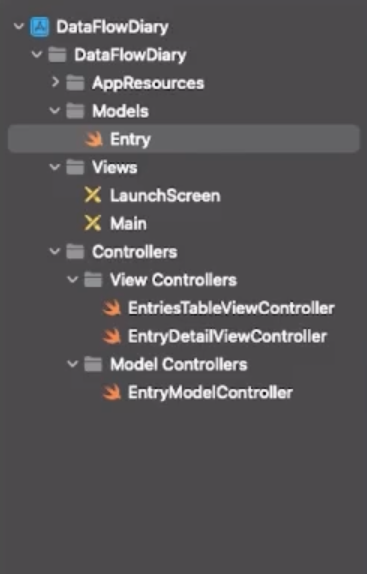 DataFlowDiary
DataFlowDiary
AppResources
Models
Entry
Views
LaunchScreen
Main
Controllers
View Controllers
EntriesTableViewController
EntryDetailViewController
Model Controllers
EntryModelController